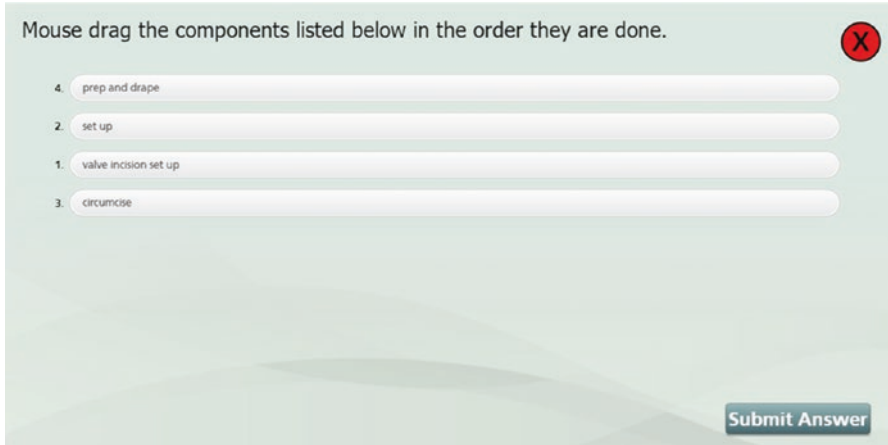 Mouse drag the components listed below in the order they are done.
X
4. prep and drape
2. set up
1. valve incision set up
3. circumcise
Submit Answer